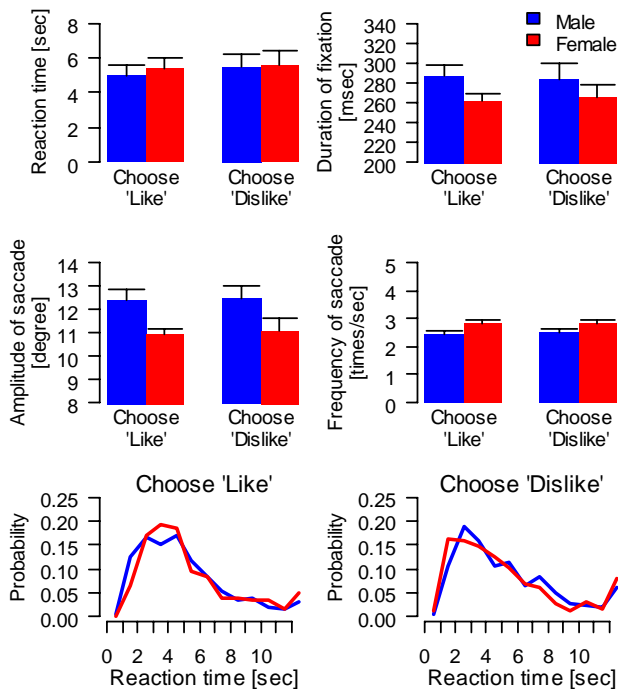 Reaction time [sec]
8
6
4
2
0
Choose
'Like'
Choose
'Dislike'
Duration of fixation
[msec]
340
320
300
280
260
240
220
200
Male
Female
Choose
'Like'
Choose
'Dislike'
Amplitude of saccade
[degree]
14
13
12
11
10
9
8
Choose
'Like'
Choose
'Dislike'
Frequency of saccade
[times/sec]
5
4
3
2
1
0
Choose
'Like'
Choose
'Dislike'
Choose 'Like'
Probability
0.25
0.20
0.15
0.10
0.05
0.00
0 2 4 6 8 10
Reaction time [sec]
Choose 'Dislike'
Probability
0.25
0.20
0.15
0.10
0.05
0.00
0 2 4 6 8 10
Reaction time [sec]